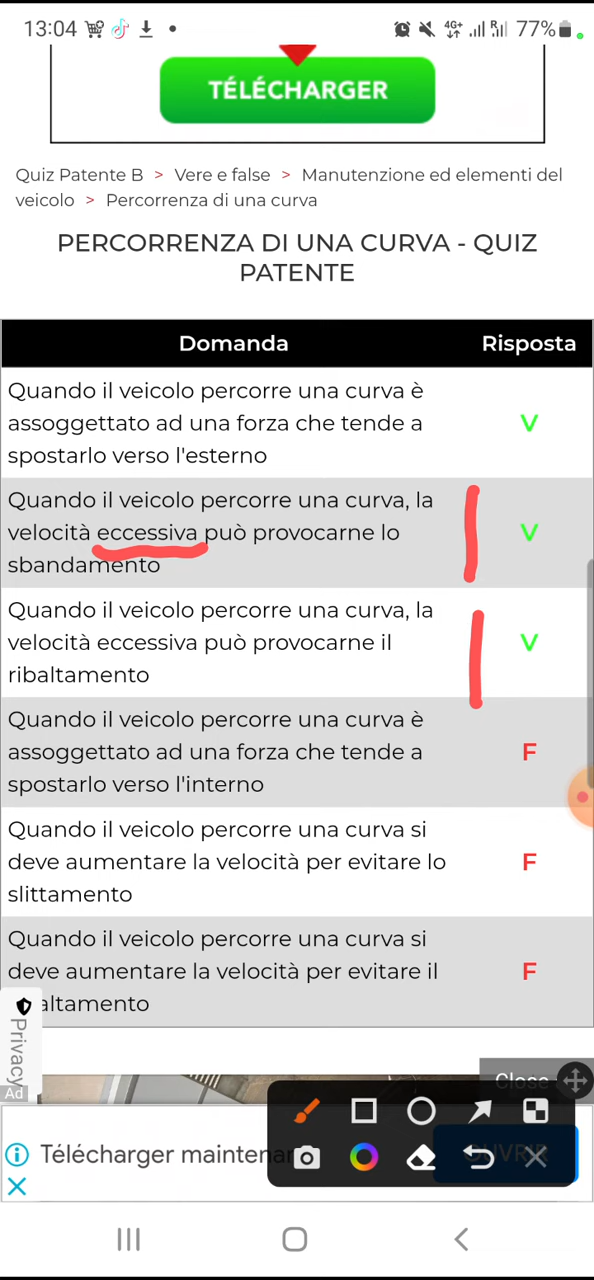 13:04
4G+
R
77%
TÉLÉCHARGER
Quiz Patente B > Vere e false > Manutenzione ed elementi del
veicolo > Percorrenza di una curva
PERCORRENZA DI UNA CURVA - QUIZ
PATENTE
Domanda Risposta
Quando il veicolo percorre una curva è
assoggettato ad una forza che tende a
spostarlo verso l'esterno
V
Quando il veicolo percorre una curva, la
velocità eccessiva può provocarne lo
sbandamento
V
Quando il veicolo percorre una curva, la
velocità eccessiva può provocarne il
ribaltamento
V
Quando il veicolo percorre una curva è
assoggettato ad una forza che tende a
spostarlo verso l'interno
F
Quando il veicolo percorre una curva si
deve aumentare la velocità per evitare lo
slittamento
F
Quando il veicolo percorre una curva si
deve aumentare la velocità per evitare il
altamento
F
Privacy
Close
Ad
Télécharger maintena
OUVRIR